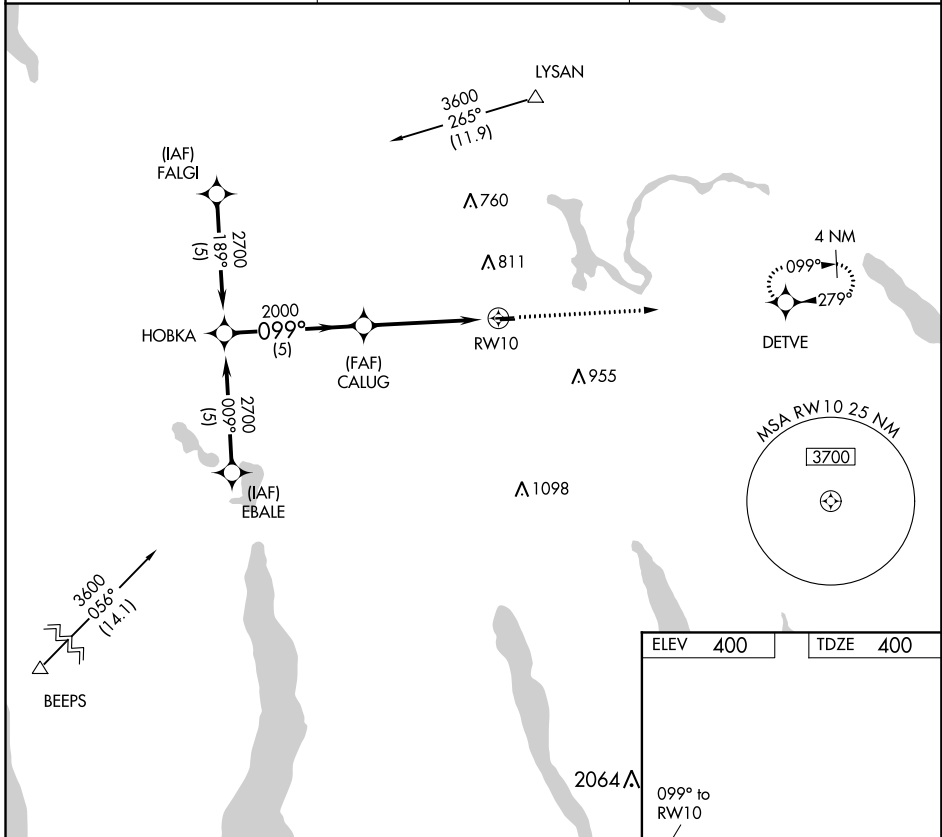 LYSAN
3600
265°
(11.9)
(IAF)
FALGI
760
2700
189°
(5)
811
4 NM
099°
279°
DETVE
HOBKA
2000
099°
(5)
(FAF)
CALUG
RW10
955
2700
009°
(5)
(IAF)
EBALE
MSA RW10 25 NM
3700
1098
3600
056°
(14.1)
BEEPS
ELEV 400
TDZE 400
2064
099° to
RW10